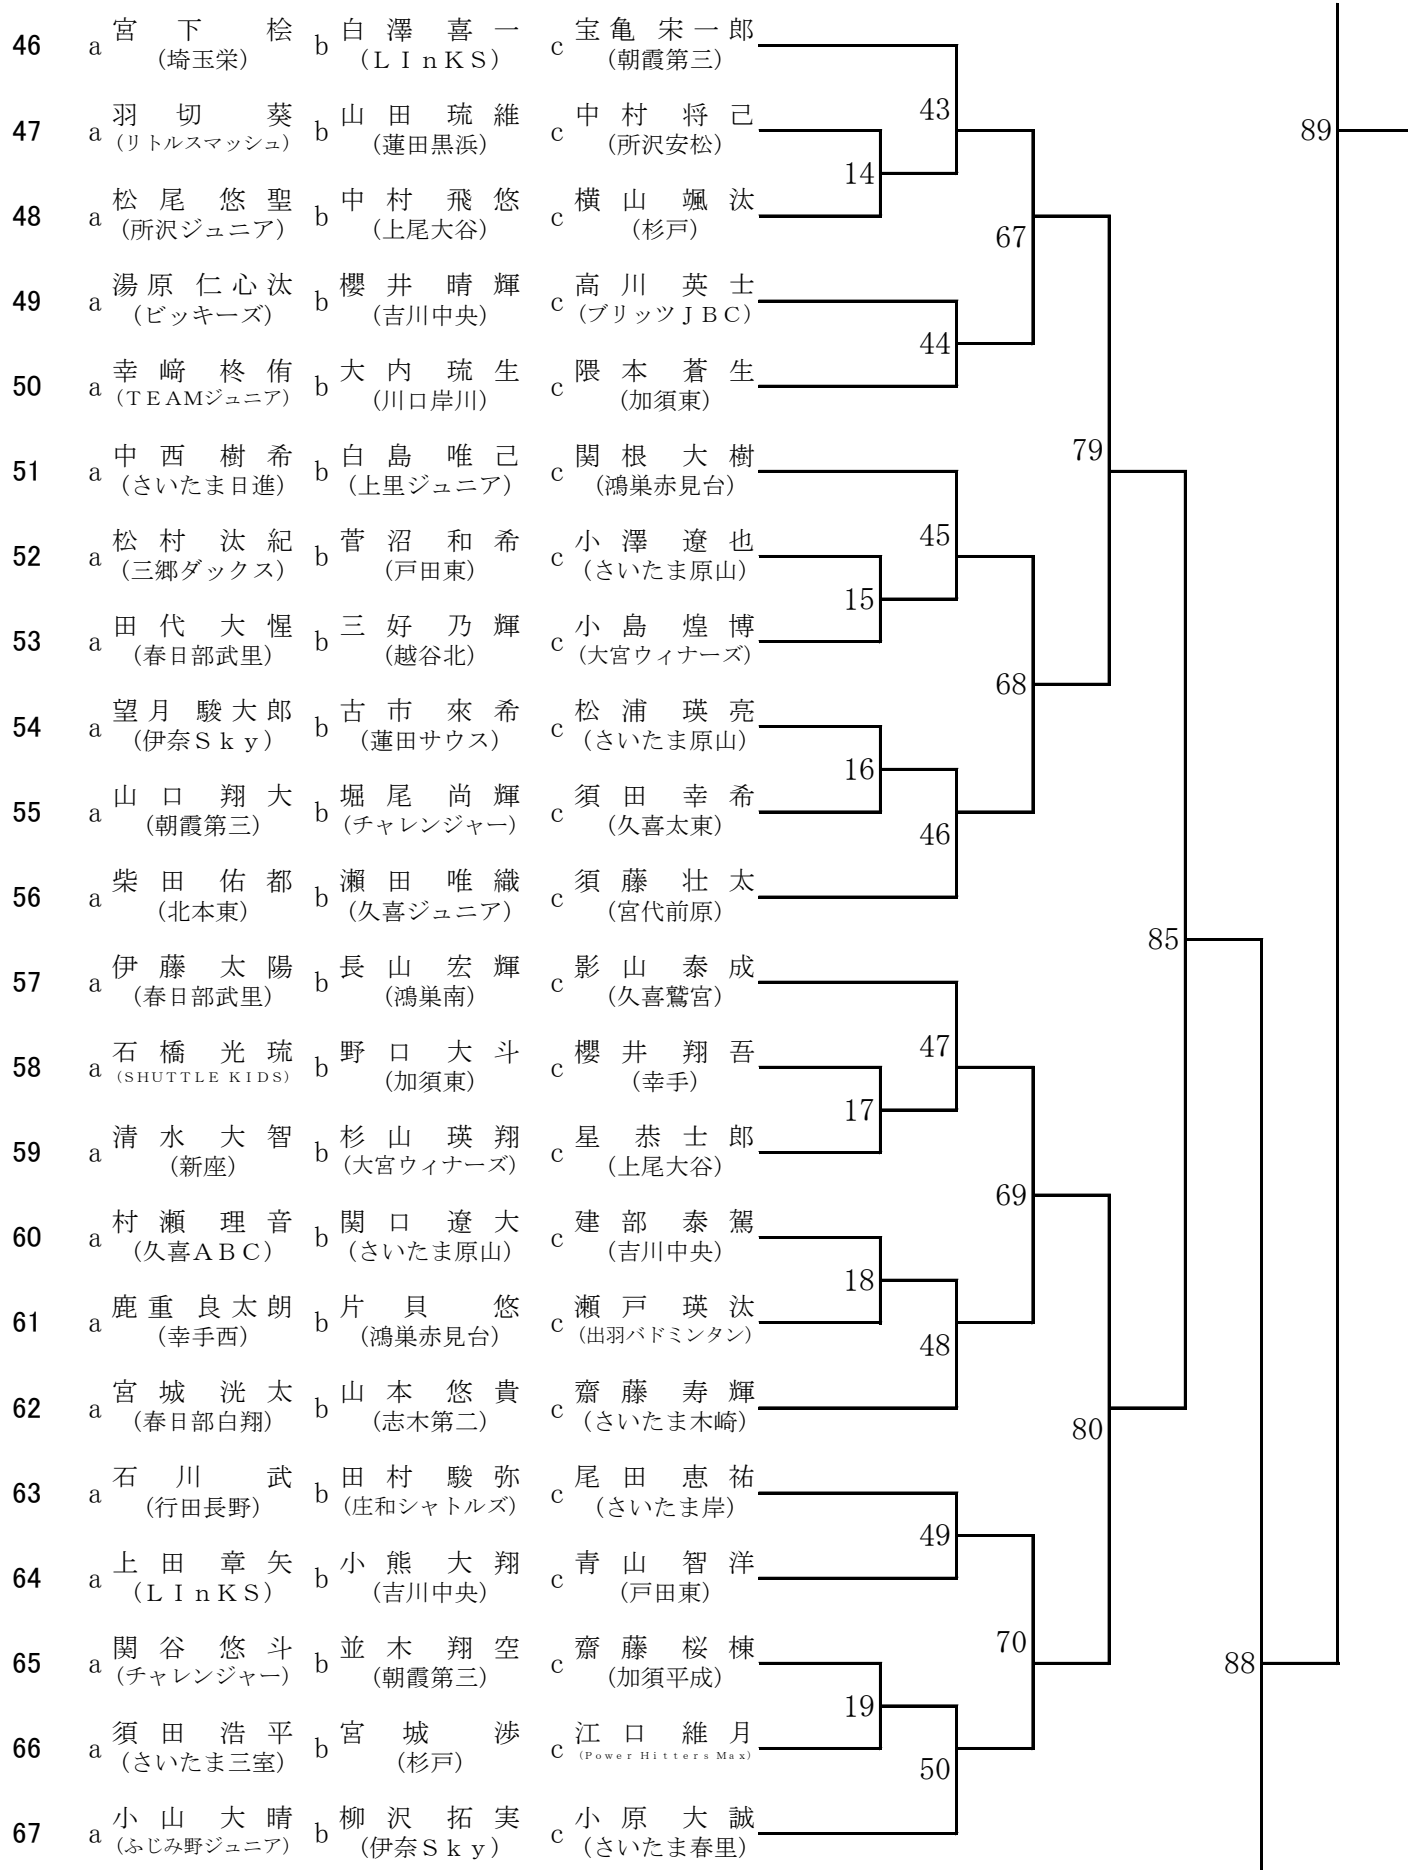 46 a 宮下 桧 b 白澤 喜一 c 宝亀 宋一郎
(埼玉栄) (ＬＩｎＫＳ) (朝霞第三)
43
47 a 羽切 葵 b 山田 琉維 c 中村 将己
(リトルスマッシュ) (蓮田黒浜) (所沢安松)
89
14
48 a 松尾 悠聖 b 中村 飛悠 c 横山 颯汰
(所沢ジュニア) (上尾大谷) (杉戸)
67
49 a 湯原 仁心汰 b 櫻井 晴輝 c 高川 英士
(ビッキーズ) (吉川中央) (ブリッツＪＢＣ)
44
50 a 幸﨑 柊侑 b 大内 琉生 c 隈本 蒼生
(ＴＥＡＭジュニア) (川口岸川) (加須東)
79
51 a 中西 樹希 b 白島 唯己 c 関根 大樹
(さいたま日進) (上里ジュニア) (鴻巣赤見台)
45
52 a 松村 汰紀 b 菅沼 和希 c 小澤 遼也
(三郷ダックス) (戸田東) (さいたま原山)
15
53 a 田代 大惺 b 三好 乃輝 c 小島 煌博
(春日部武里) (越谷北) (大宮ウィナーズ)
68
54 a 望月 駿大郎 b 古市 來希 c 松浦 瑛亮
(伊奈Ｓｋｙ) (蓮田サウス) (さいたま原山)
16
55 a 山口 翔大 b 堀尾 尚輝 c 須田 幸希
(朝霞第三) (チャレンジャー) (久喜太東)
46
56 a 柴田 佑都 b 瀬田 唯織 c 須藤 壮太
(北本東) (久喜ジュニア) (宮代前原)
85
57 a 伊藤 太陽 b 長山 宏輝 c 影山 泰成
(春日部武里) (鴻巣南) (久喜鷲宮)
47
58 a 石橋 光琉 b 野口 大斗 c 櫻井 翔吾
(SHUTTLE KIDS) (加須東) (幸手)
17
59 a 清水 大智 b 杉山 瑛翔 c 星 恭士郎
(新座) (大宮ウィナーズ) (上尾大谷)
69
60 a 村瀬 理音 b 関口 遼大 c 建部 泰駕
(久喜ＡＢＣ) (さいたま原山) (吉川中央)
18
61 a 鹿重 良太朗 b 片貝 悠 c 瀬戸 瑛汰
(幸手西) (鴻巣赤見台) (出羽バドミンタン)
48
62 a 宮城 洸太 b 山本 悠貴 c 齋藤 寿輝
(春日部白翔) (志木第二) (さいたま木崎)
80
63 a 石川 武 b 田村 駿弥 c 尾田 恵祐
(行田長野) (庄和シャトルズ) (さいたま岸)
49
64 a 上田 章矢 b 小熊 大翔 c 青山 智洋
(ＬＩｎＫＳ) (吉川中央) (戸田東)
70
65 a 関谷 悠斗 b 並木 翔空 c 齋藤 桜棟
(チャレンジャー) (朝霞第三) (加須平成)
88
19
66 a 須田 浩平 b 宮城 渉 c 江口 維月
(さいたま三室) (杉戸) (Power Hitters Max)
50
67 a 小山 大晴 b 柳沢 拓実 c 小原 大誠
(ふじみ野ジュニア) (伊奈Ｓｋｙ) (さいたま春里)